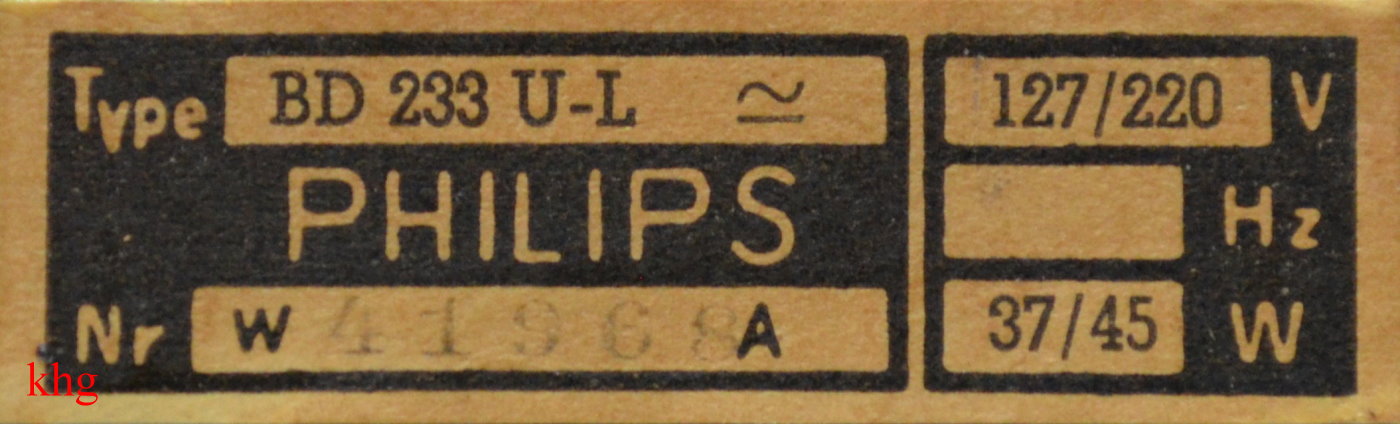 Type BD 233 U-L ≃ 127/220 V
PHILIPS Hz
Nr W 41968 A 37/45 W
khg